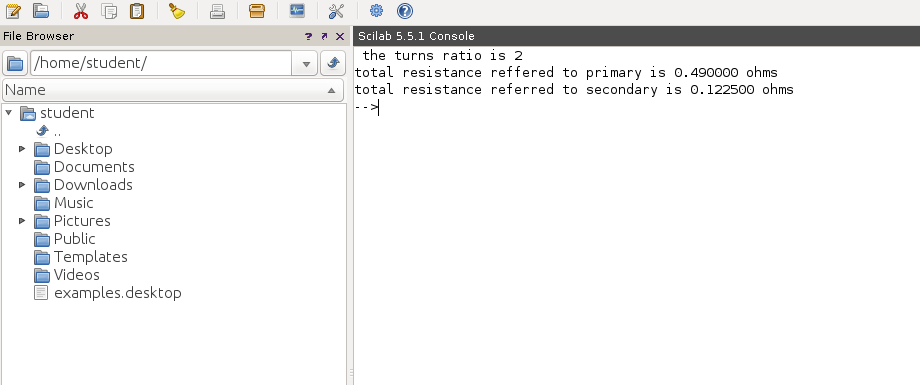 File Browser
/home/student/
Name
student
..
Desktop
Documents
Downloads
Music
Pictures
Public
Templates
Videos
examples.desktop
Scilab 5.5.1 Console
the turns ratio is 2
total resistance reffered to primary is 0.490000 ohms
total resistance referred to secondary is 0.122500 ohms
-->